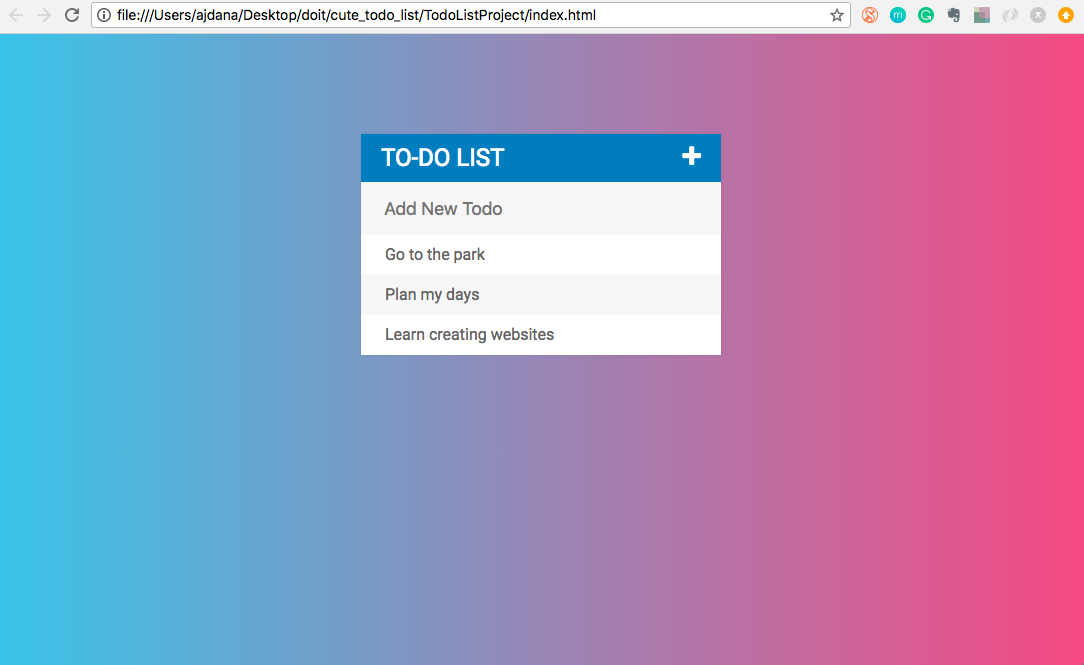 file:///Users/ajdana/Desktop/doit/cute_todo_list/TodoListProject/index.html
TO-DO LIST
Add New Todo
Go to the park
Plan my days
Learn creating websites